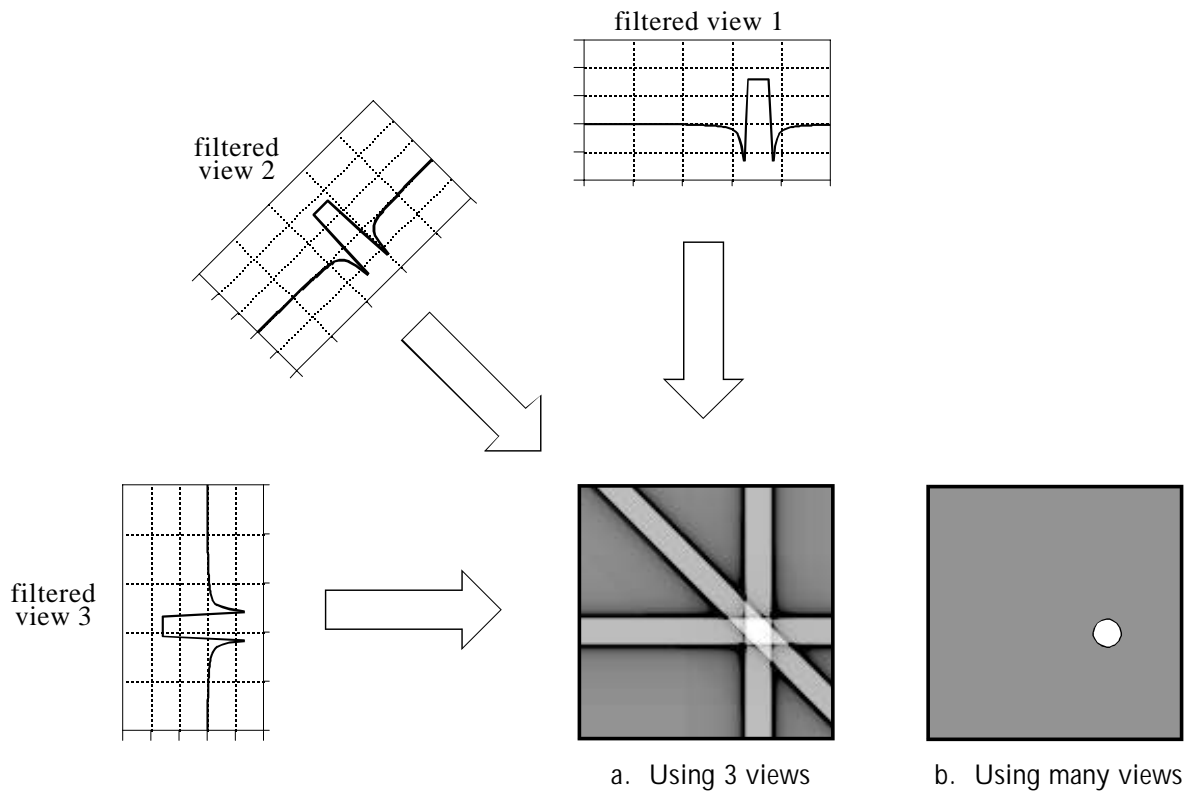 filtered view 1
filtered
view 2
filtered
view 3
a. Using 3 views
b. Using many views